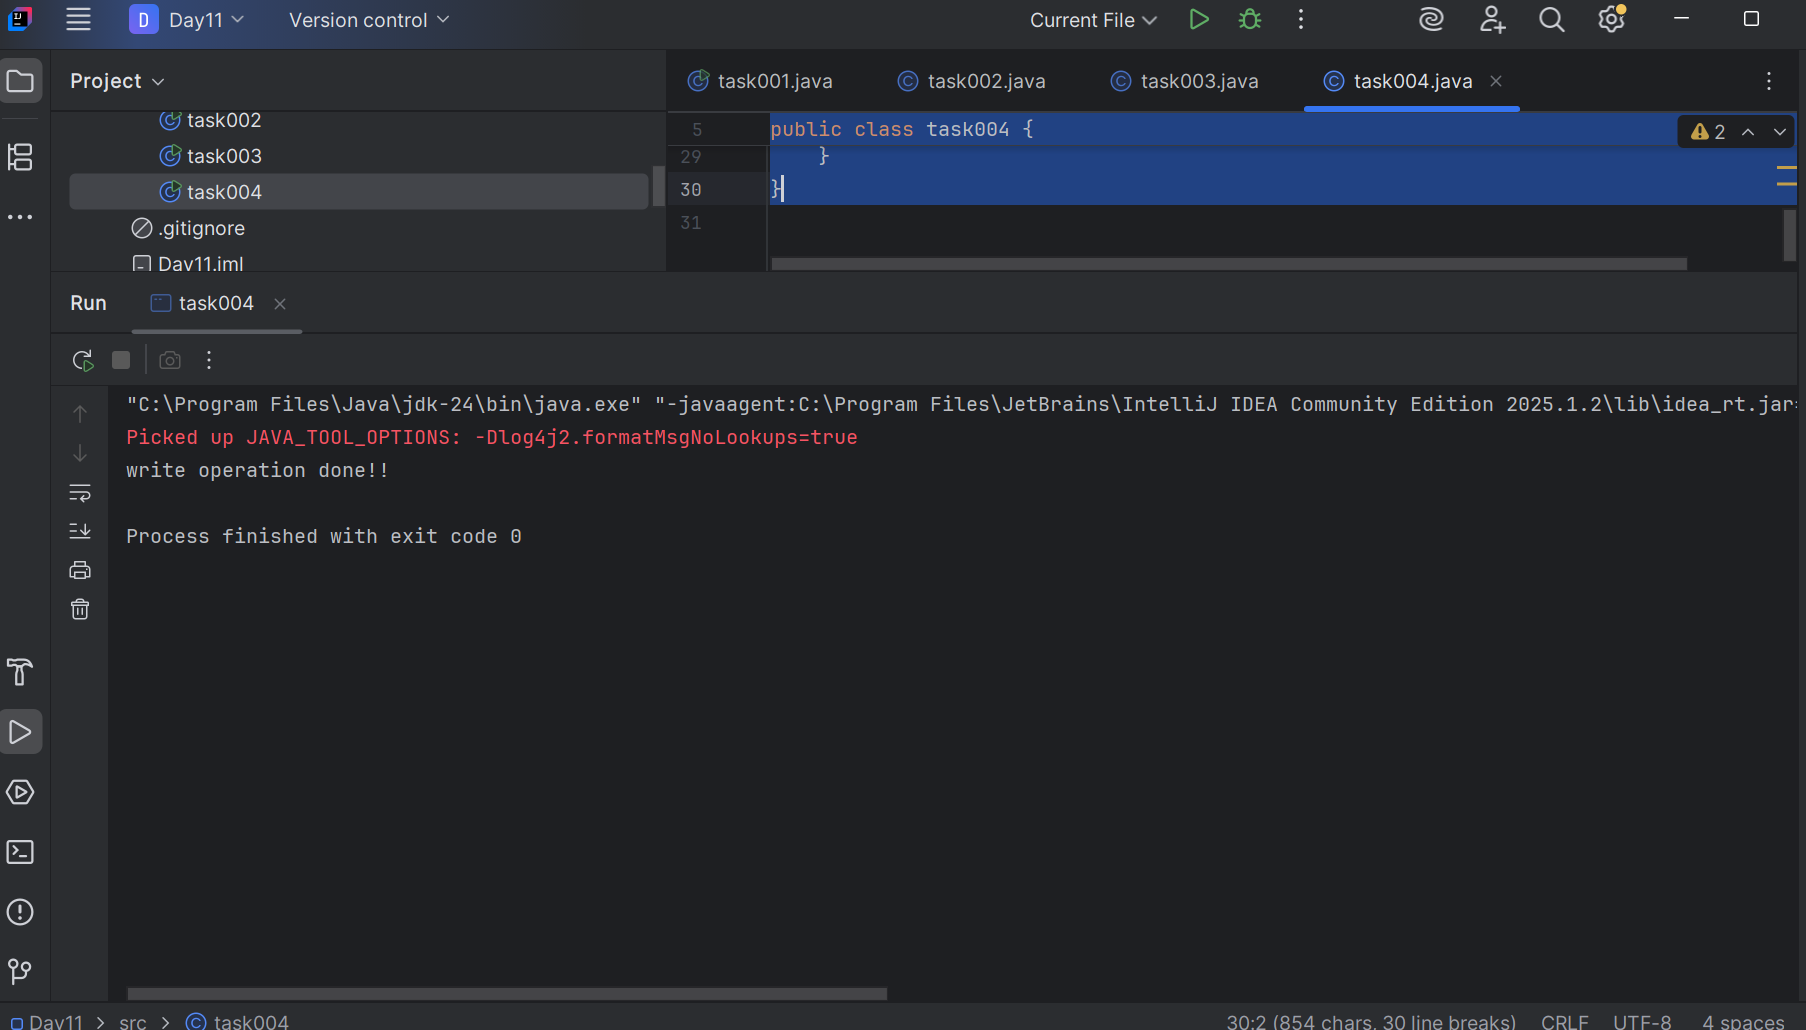 D Day11 Version control Current File
Project
task001.java task002.java task003.java task004.java
task002
task003
task004
.gitignore
Day11.iml
5 public class task004 {
2
29 }
30 }
31
Run task004
"C:\Program Files\Java\jdk-24\bin\java.exe" "-javaagent:C:\Program Files\JetBrains\IntelliJ IDEA Community Edition 2025.1.2\lib\idea_rt.jar=
Picked up JAVA_TOOL_OPTIONS: -Dlog4j2.formatMsgNoLookups=true
write operation done!!
Process finished with exit code 0
Day11 > src > task004 30:2 (854 chars, 30 line breaks) CRLF UTF-8 4 spaces